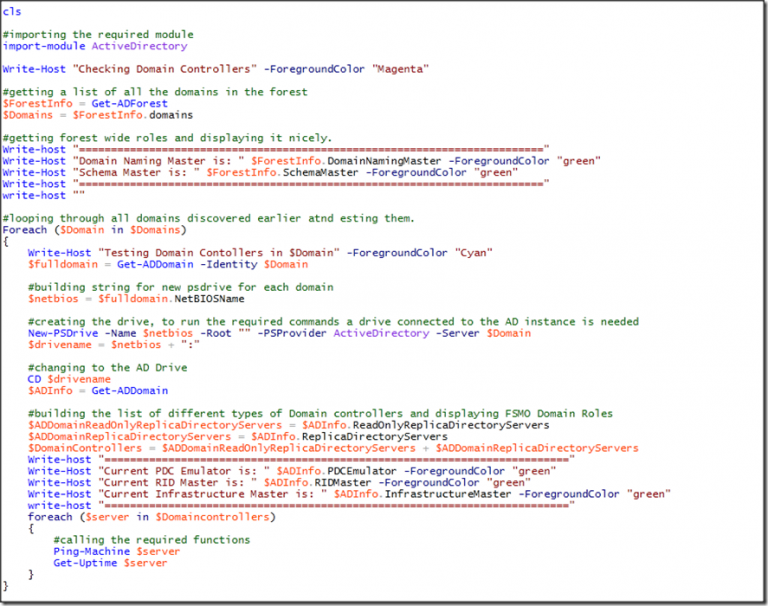 cls
#importing the required module
import-module ActiveDirectory
Write-Host "Checking Domain Controllers" -ForegroundColor "Magenta"
#getting a list of all the domains in the forest
$ForestInfo = Get-ADForest
$Domains = $ForestInfo.domains
#getting forest wide roles and displaying it nicely.
Write-host "========================================================================="
Write-Host "Domain Naming Master is: " $ForestInfo.DomainNamingMaster -ForegroundColor "green"
Write-Host "Schema Master is: " $ForestInfo.SchemaMaster -ForegroundColor "green"
Write-host "========================================================================="
write-host ""
#looping through all domains discovered earlier atnd esting them.
Foreach ($Domain in $Domains)
{
    Write-Host "Testing Domain Contollers in $Domain" -ForegroundColor "Cyan"
    $fulldomain = Get-ADDomain -Identity $Domain
    #building string for new psdrive for each domain
    $netbios = $fulldomain.NetBIOSName
    #creating the drive, to run the required commands a drive connected to the AD instance is needed
    New-PSDrive -Name $netbios -Root "" -PSProvider ActiveDirectory -Server $Domain
    $drivename = $netbios + ":"
    #changing to the AD Drive
    CD $drivename
    $ADInfo = Get-ADDomain
    #building the list of different types of Domain controllers and displaying FSMO Domain Roles
    $ADDomainReadOnlyReplicaDirectoryServers = $ADInfo.ReadOnlyReplicaDirectoryServers
    $ADDomainReplicaDirectoryServers = $ADInfo.ReplicaDirectoryServers
    $DomainControllers = $ADDomainReadOnlyReplicaDirectoryServers + $ADDomainReplicaDirectoryServers
    Write-host "========================================================================="
    Write-Host "Current PDC Emulator is: " $ADInfo.PDCEmulator -ForegroundColor "green"
    Write-Host "Current RID Master is: " $ADInfo.RIDMaster -ForegroundColor "green"
    Write-Host "Current Infrastructure Master is: " $ADInfo.InfrastructureMaster -ForegroundColor "green"
    write-host "========================================================================="
    foreach ($server in $Domaincontrollers)
    {
        #calling the required functions
        Ping-Machine $server
        Get-Uptime $server
    }
}